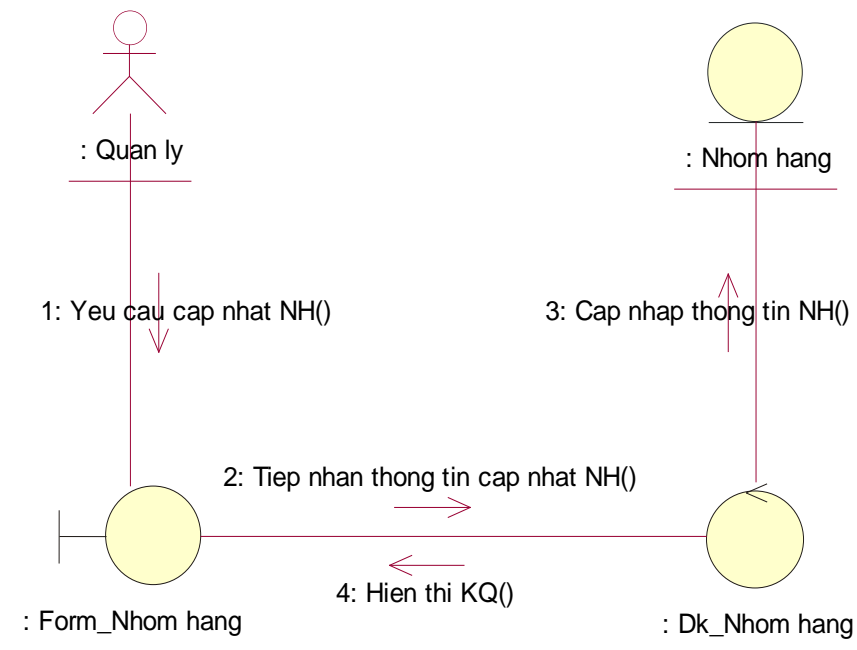 : Quan ly
: Nhom hang
1: Yeu cau cap nhat NH()
3: Cap nhap thong tin NH()
2: Tiep nhan thong tin cap nhat NH()
4: Hien thi KQ()
: Form_Nhom hang
: Dk_Nhom hang